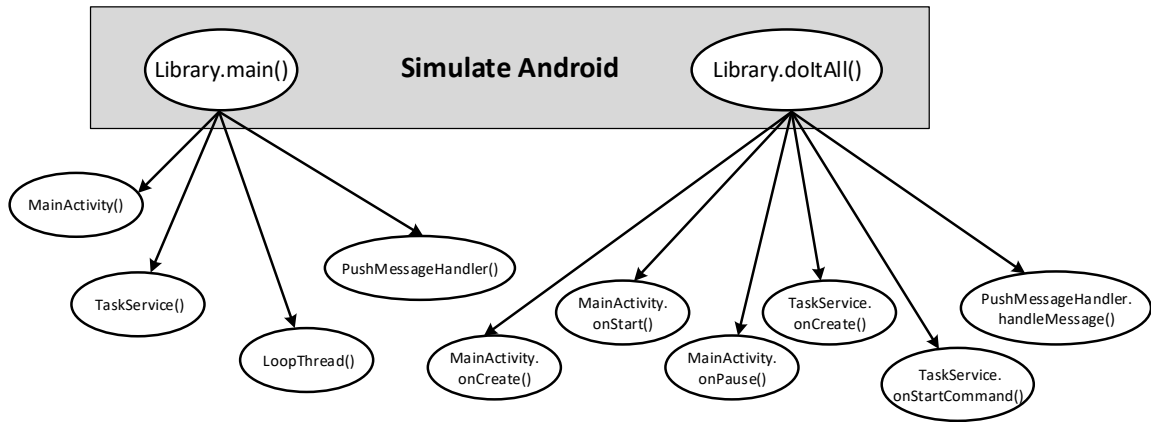 Library.main()
Simulate Android
Library.doItAll()
MainActivity()
TaskService()
LoopThread()
PushMessageHandler()
MainActivity.
onCreate()
MainActivity.
onStart()
MainActivity.
onPause()
TaskService.
onCreate()
TaskService.
onStartCommand()
PushMessageHandler.
handleMessage()